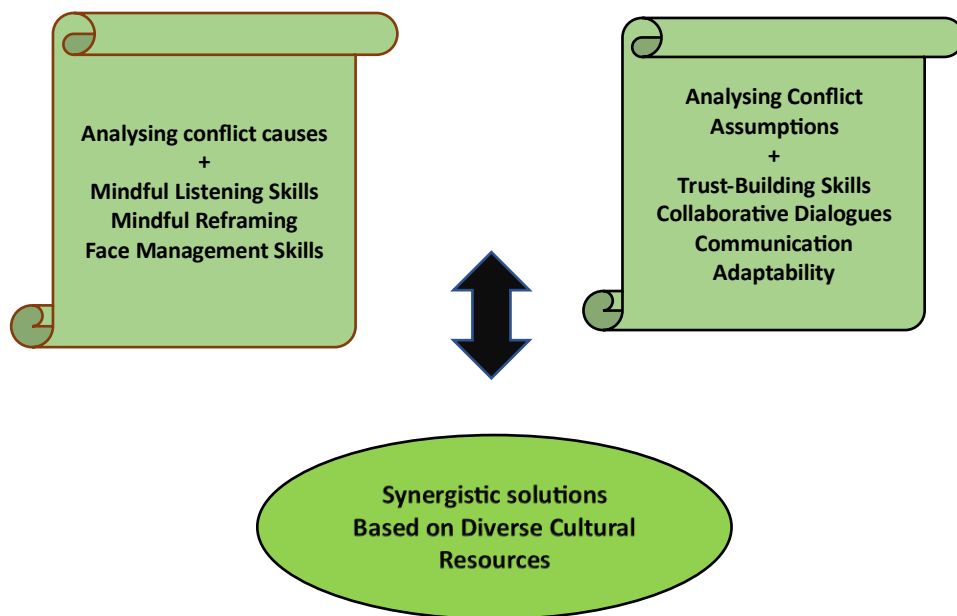 Analysing conflict causes
+
Mindful Listening Skills
Mindful Reframing
Face Management Skills
Analysing Conflict
Assumptions
+
Trust-Building Skills
Collaborative Dialogues
Communication
Adaptability
Synergistic solutions
Based on Diverse Cultural
Resources